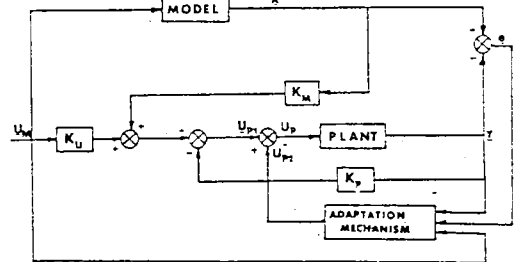 MODEL
e
K_M
U_M
K_U
U_P1
U_P
PLANT
Y
U_P2
K_P
ADAPTATION
MECHANISM